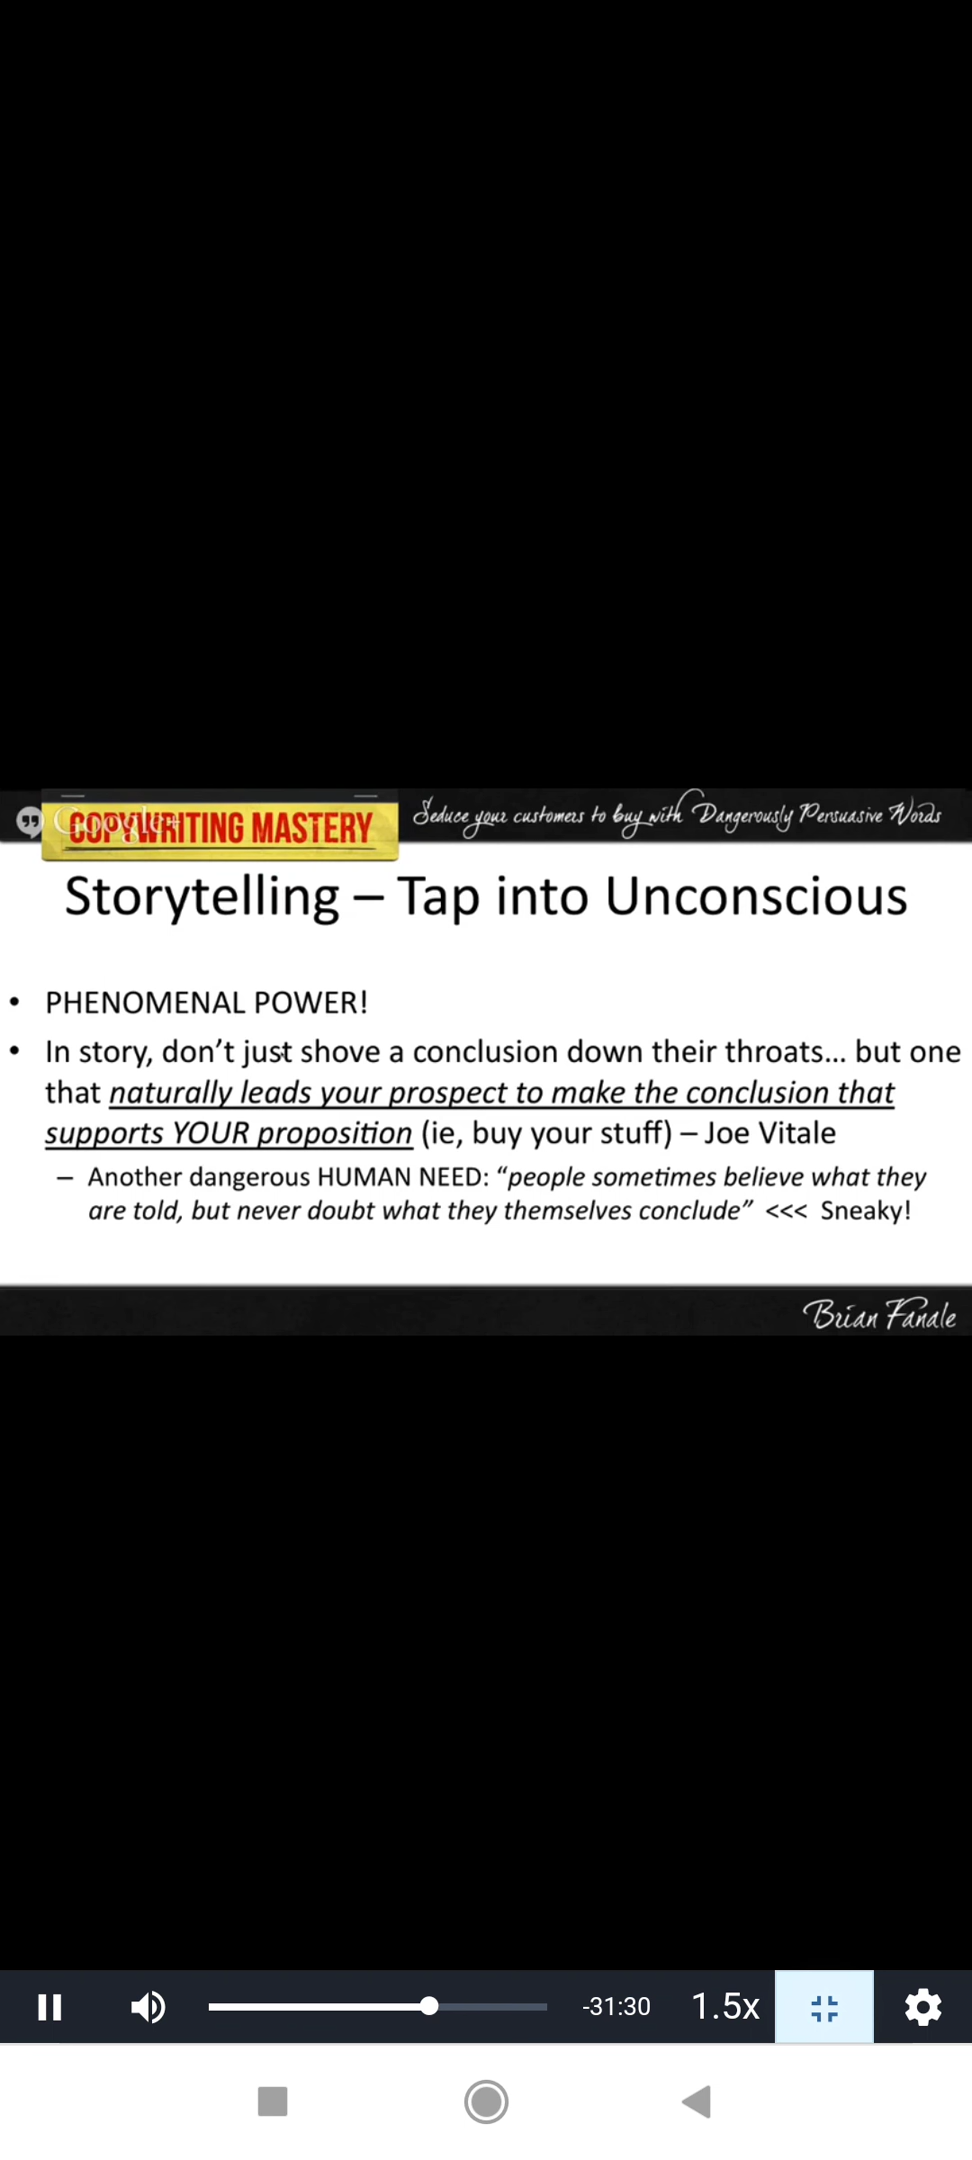 Google+
COPYWRITING MASTERY
Seduce your customers to buy with Dangerously Persuasive Words
Storytelling – Tap into Unconscious
• PHENOMENAL POWER!
• In story, don’t just shove a conclusion down their throats… but one
that naturally leads your prospect to make the conclusion that
supports YOUR proposition (ie, buy your stuff) – Joe Vitale
– Another dangerous HUMAN NEED: “people sometimes believe what they
are told, but never doubt what they themselves conclude” <<< Sneaky!
Brian Fanale
-31:30
1.5x